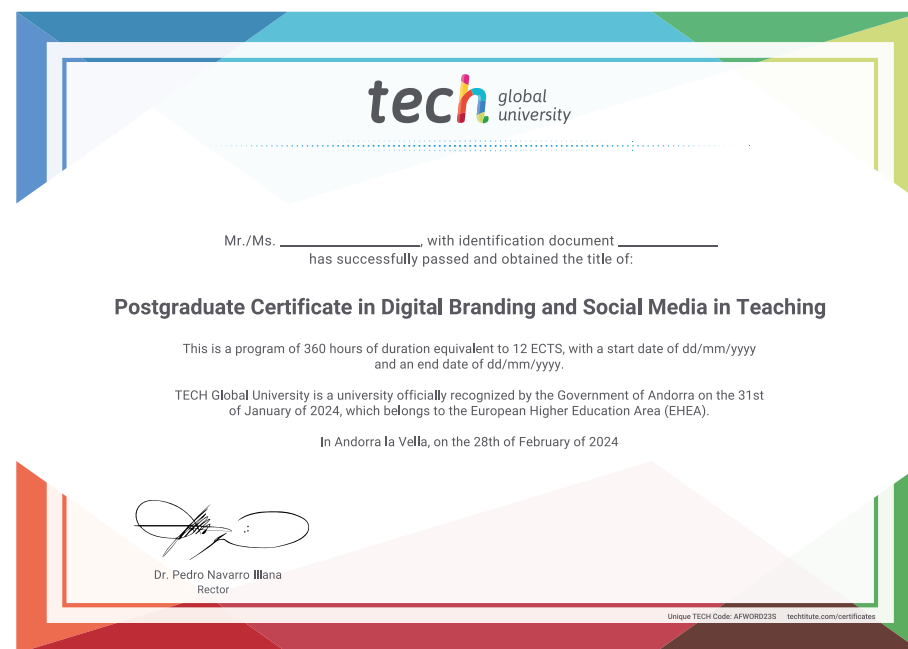 tech global
university
Mr./Ms. ____________, with identification document ____________
has successfully passed and obtained the title of:
Postgraduate Certificate in Digital Branding and Social Media in Teaching
This is a program of 360 hours of duration equivalent to 12 ECTS, with a start date of dd/mm/yyyy
and an end date of dd/mm/yyyy.
TECH Global University is a university officially recognized by the Government of Andorra on the 31st
of January of 2024, which belongs to the European Higher Education Area (EHEA).
In Andorra la Vella, on the 28th of February of 2024
Dr. Pedro Navarro Illana
Rector
Unique TECH Code: AFWORD23S techtitute.com/certificates